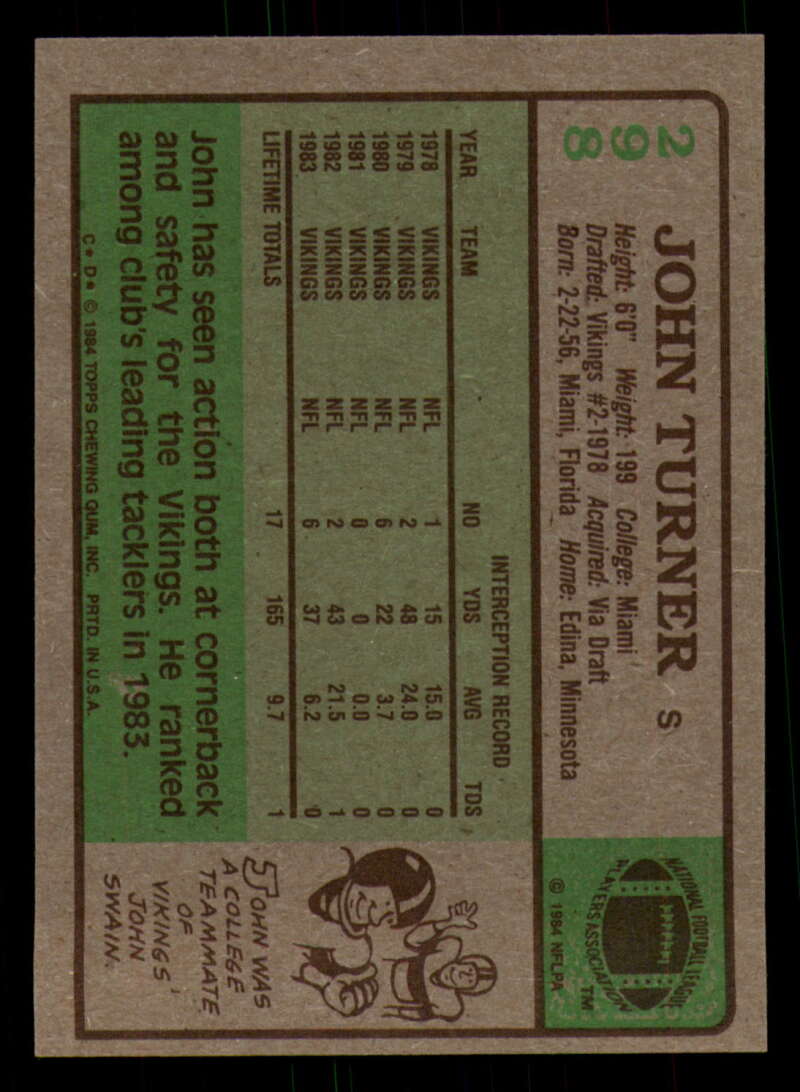 298
JOHN TURNER S
Height: 6'0" Weight: 199 College: Miami
Drafted: Vikings #2-1978 Acquired: Via Draft
Born: 2-22-56, Miami, Florida Home: Edina, Minnesota
NATIONAL FOOTBALL LEAGUE
PLAYERS ASSOCIATION
TM
© 1984 NFLPA
INTERCEPTION RECORD
YEAR TEAM NO YDS AVG TDS
1978 VIKINGS NFL 1 15 15.0 0
1979 VIKINGS NFL 2 48 24.0 0
1980 VIKINGS NFL 6 22 3.7 0
1981 VIKINGS NFL 0 0 0.0 0
1982 VIKINGS NFL 2 43 21.5 1
1983 VIKINGS NFL 6 37 6.2 0
LIFETIME TOTALS 17 165 9.7 1
John has seen action both at cornerback
and safety for the Vikings. He ranked
among club's leading tacklers in 1983.
C* D* © 1984 TOPPS CHEWING GUM, INC. PRTD. IN U.S.A.
JOHN WAS
A COLLEGE
TEAMMATE
OF
VIKINGS'
JOHN
SWAIN.